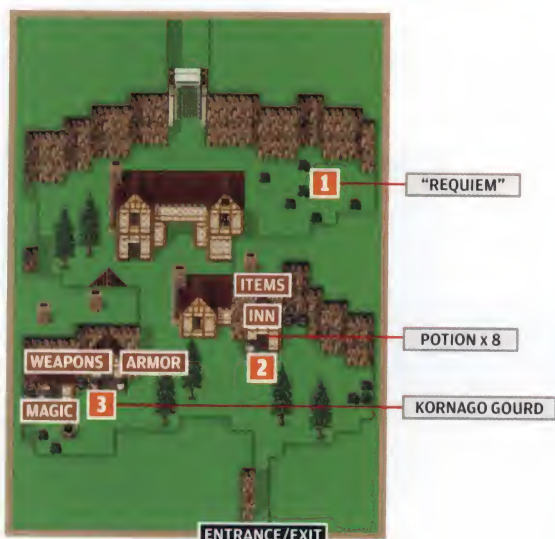 1
"REQUIEM"
ITEMS
INN
POTION x 8
2
WEAPONS
ARMOR
MAGIC
3
KORNAGO GOURD
ENTRANCE/EXIT